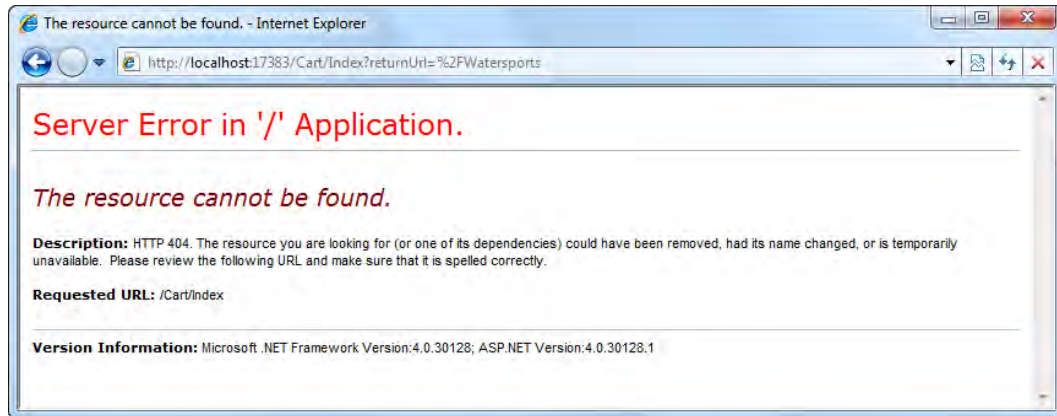 The resource cannot be found. - Internet Explorer
http://localhost:17383/Cart/Index?returnUrl=%2FWatersports
Server Error in '/' Application.
The resource cannot be found.
Description: HTTP 404. The resource you are looking for (or one of its dependencies) could have been removed, had its name changed, or is temporarily
unavailable. Please review the following URL and make sure that it is spelled correctly.
Requested URL: /Cart/Index
Version Information: Microsoft .NET Framework Version:4.0.30128; ASP.NET Version:4.0.30128.1